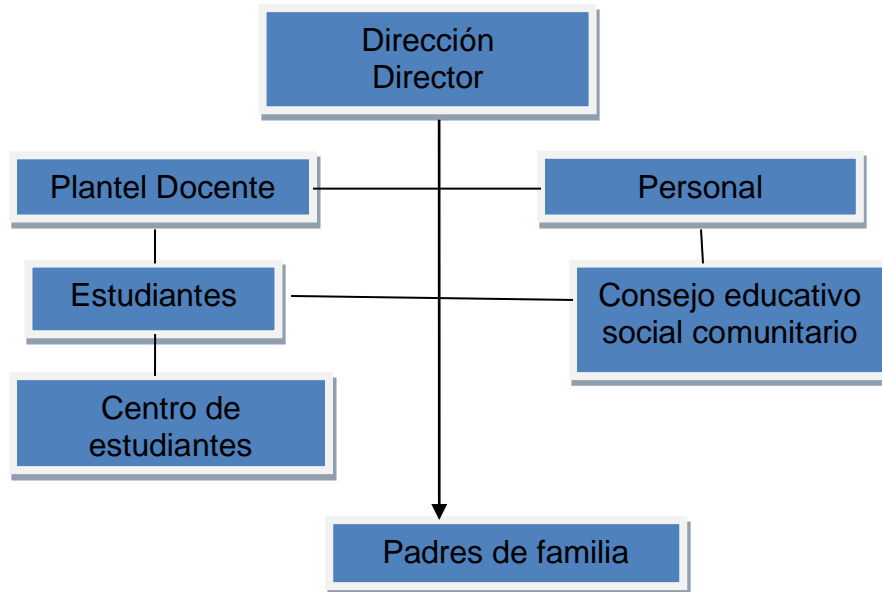 Dirección
Director
Plantel Docente
Personal
Estudiantes
Consejo educativo
social comunitario
Centro de
estudiantes
Padres de familia